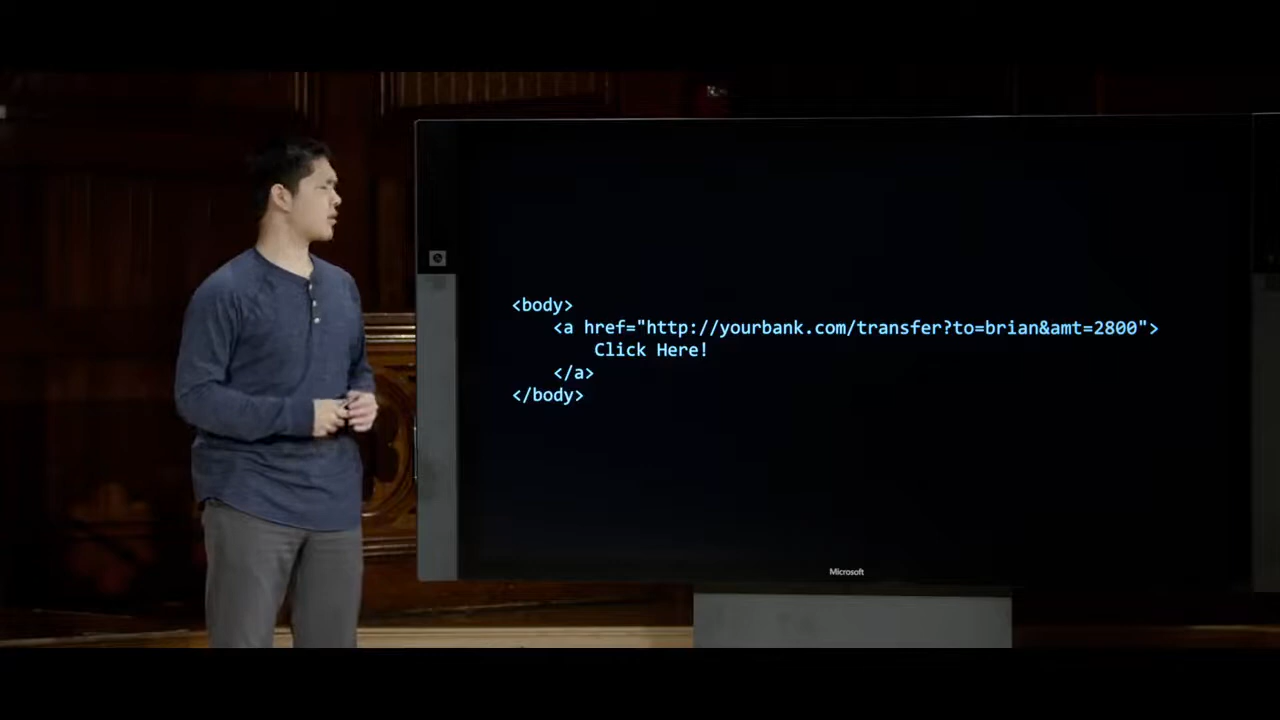 <body>
<a href="http://yourbank.com/transfer?to=brian&amt=2800">
Click Here!
</a>
</body>
Microsoft